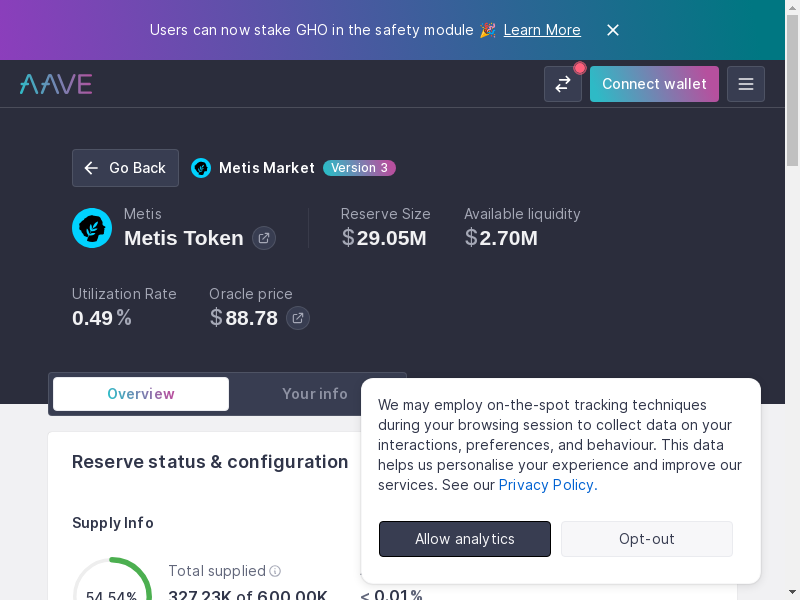 Users can now stake GHO in the safety module 🎉 Learn More
AAVE
Connect wallet
Go Back
Metis Market
Version 3
Metis
Metis Token
Reserve Size
$29.05M
Available liquidity
$2.70M
Utilization Rate
0.49%
Oracle price
$88.78
Overview
Your info
We may employ on-the-spot tracking techniques
during your browsing session to collect data on your
interactions, preferences, and behaviour. This data
helps us personalise your experience and improve our
services. See our Privacy Policy.
Allow analytics
Opt-out
Reserve status & configuration
Supply Info
54.54%
Total supplied
327.23K of 600.00K
< 0.01%